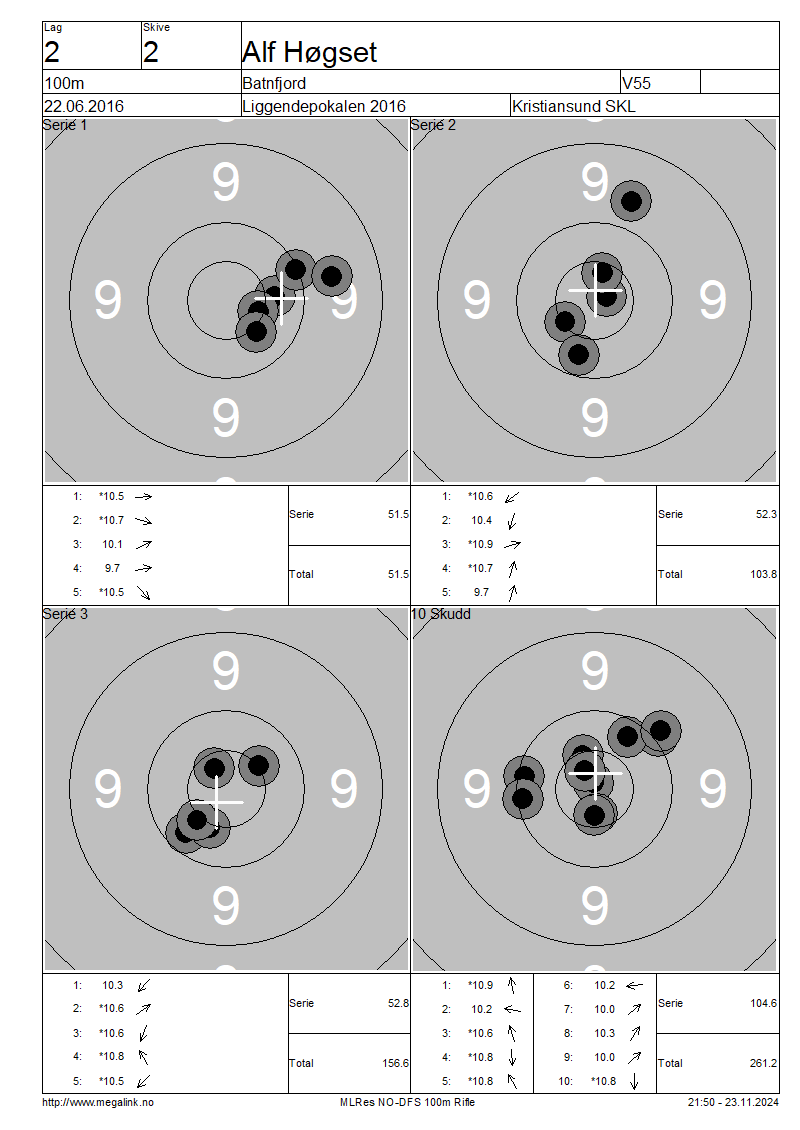 Lag Skive
2 2 Alf Høgset
100m Batnfjord V55
22.06.2016 Liggendepokalen 2016 Kristiansund SKL
Serie 1
9
9 9
9
1: *10.5
2: *10.7
3: 10.1
4: 9.7
5: *10.5
Serie 51.5
Total 51.5
Serie 2
9
9 9
9
1: *10.6
2: 10.4
3: *10.9
4: *10.7
5: 9.7
Serie 52.3
Total 103.8
Serie 3
9
9 9
9
1: 10.3
2: *10.6
3: *10.6
4: *10.8
5: *10.5
Serie 52.8
Total 156.6
10 Skudd
9
9 9
9
1: *10.9 6: 10.2
2: 10.2 7: 10.0
3: *10.6 8: 10.3
4: *10.8 9: 10.0
5: *10.8 10: *10.8
Serie 104.6
Total 261.2
http://www.megalink.no MLRes NO-DFS 100m Rifle 21:50 - 23.11.2024